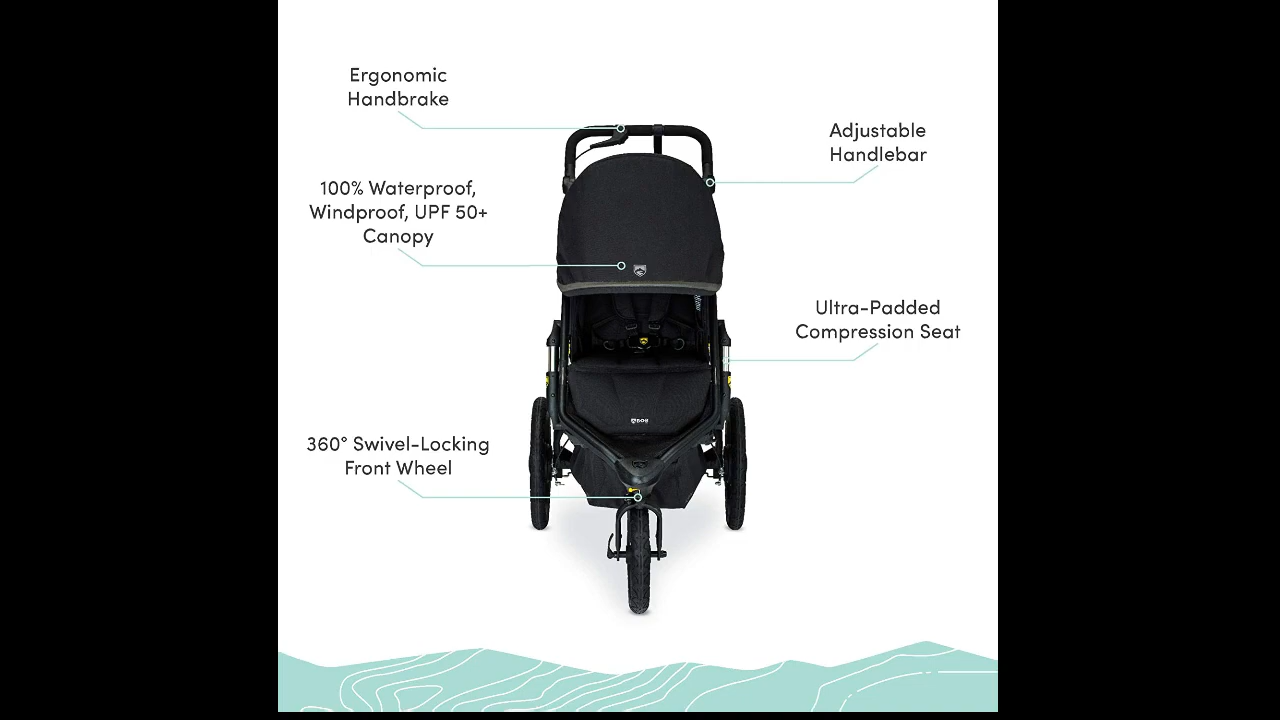 Ergonomic
Handbrake
Adjustable
Handlebar
100% Waterproof,
Windproof, UPF 50+
Canopy
Ultra-Padded
Compression Seat
BOB
360° Swivel-Locking
Front Wheel